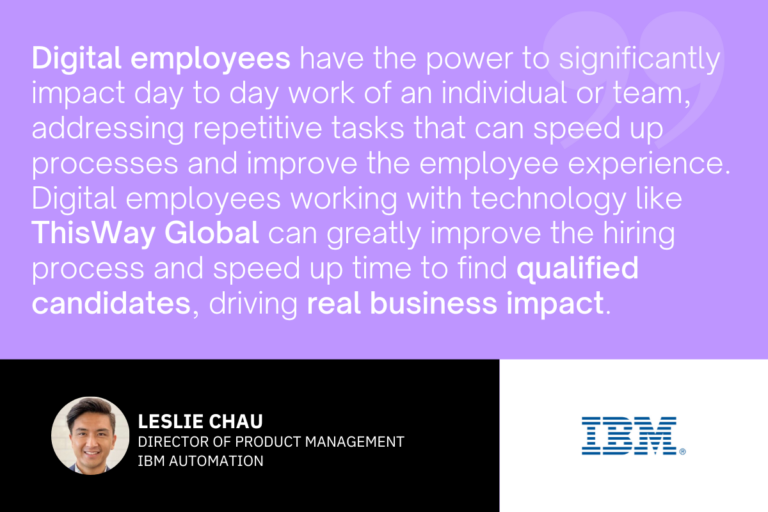 Digital employees have the power to significantly
impact day to day work of an individual or team,
addressing repetitive tasks that can speed up
processes and improve the employee experience.
Digital employees working with technology like
ThisWay Global can greatly improve the hiring
process and speed up time to find qualified
candidates, driving real business impact.
LESLIE CHAU
DIRECTOR OF PRODUCT MANAGEMENT
IBM AUTOMATION
IBM®